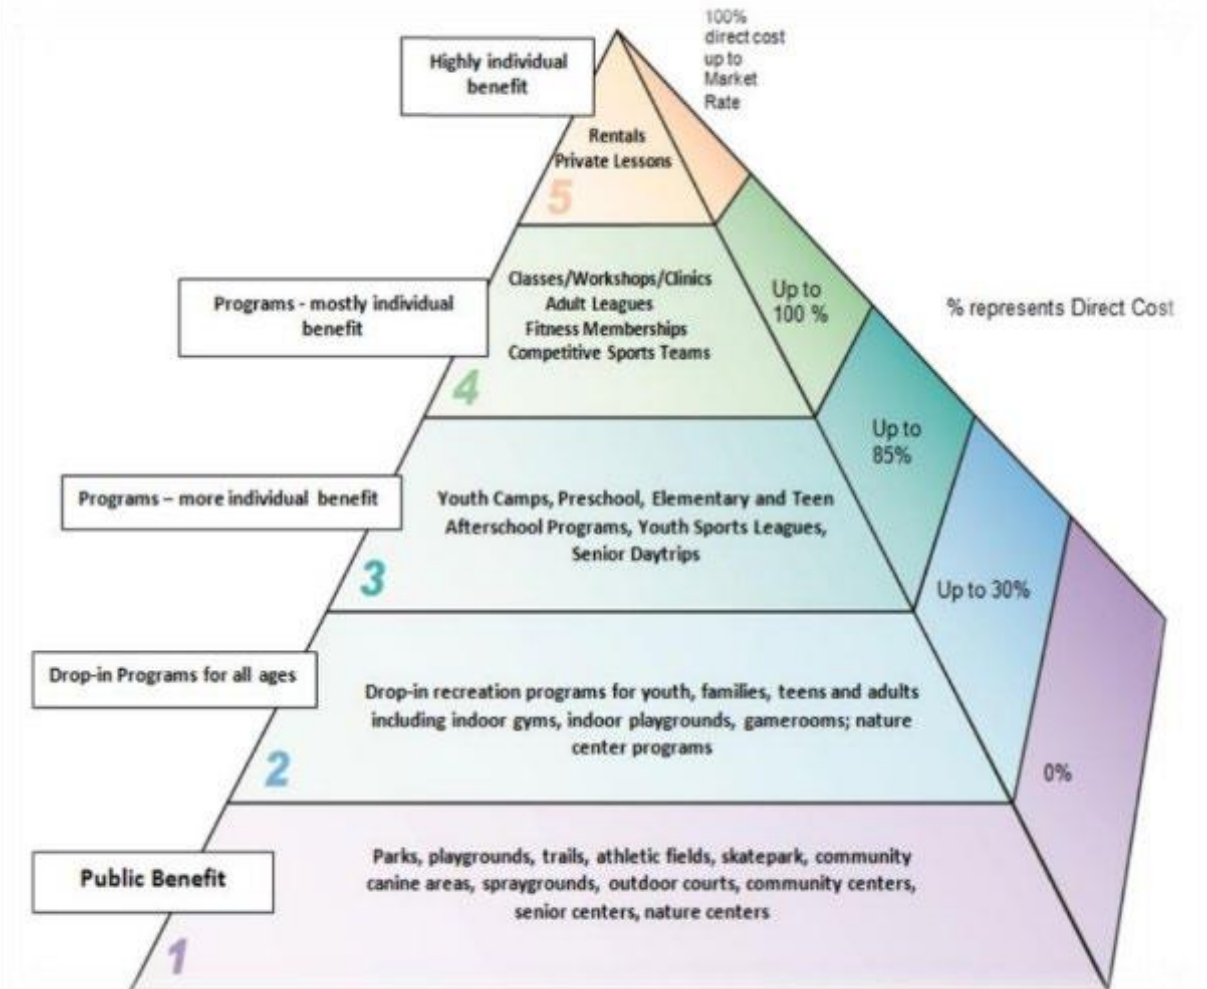 100%
direct cost
up to
Market
Rate
Highly individual
benefit
Rentals
Private Lessons
5
Classes/Workshops/Clinics
Adult Leagues
Fitness Memberships
Competitive Sports Teams
Programs - mostly individual
benefit
Up to
100 %
% represents Direct Cost
4
Up to
85%
Programs – more individual benefit
Youth Camps, Preschool, Elementary and Teen
Afterschool Programs, Youth Sports Leagues,
Senior Daytrips
3
Up to 30%
Drop-in Programs for all ages
Drop-in recreation programs for youth, families, teens and adults
including indoor gyms, indoor playgrounds, gamerooms; nature
center programs
2
0%
Public Benefit
Parks, playgrounds, trails, athletic fields, skatepark, community
canine areas, spraygrounds, outdoor courts, community centers,
senior centers, nature centers
1